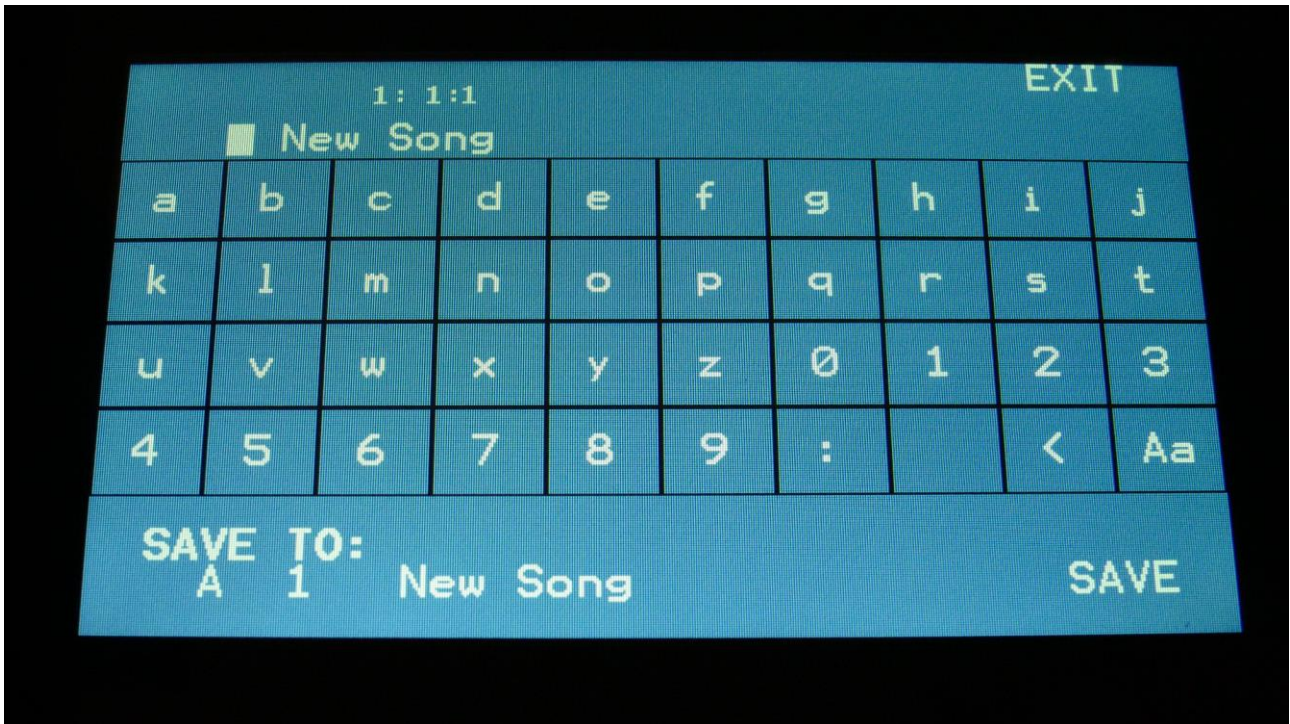 EXIT
1: 1:1
New Song
a b c d e f g h i j
k l m n o p q r s t
u v w x y z 0 1 2 3
4 5 6 7 8 9 : < Aa
SAVE TO:
A 1 New Song SAVE